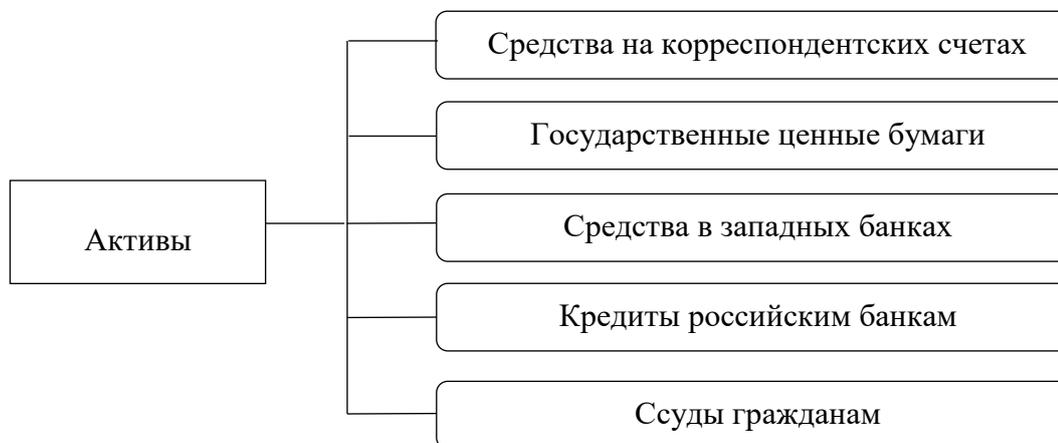 Средства на корреспондентских счетах
Государственные ценные бумаги
Активы
Средства в западных банках
Кредиты российским банкам
Ссуды гражданам